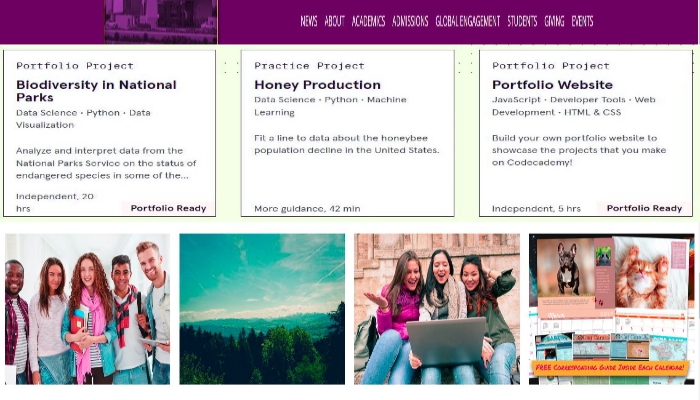 NEWS ABOUT ACADEMICS ADMISSIONS GLOBAL ENGAGEMENT STUDENTS GIVING EVENTS
Portfolio Project
Biodiversity in National
Parks
Data Science • Python • Data
Visualization
Analyze and interpret data from the
National Parks Service on the status of
endangered species in some of the...
Independent, 20
hrs
Portfolio Ready
Practice Project
Honey Production
Data Science • Python • Machine
Learning
Fit a line to data about the honeybee
population decline in the United States.
More guidance, 42 min
Portfolio Project
Portfolio Website
JavaScript • Developer Tools • Web
Development • HTML & CSS
Build your own portfolio website to
showcase the projects that you make
on Codecademy!
Independent, 5 hrs
Portfolio Ready
FREE Corresponding Guide Inside Each Calendar!